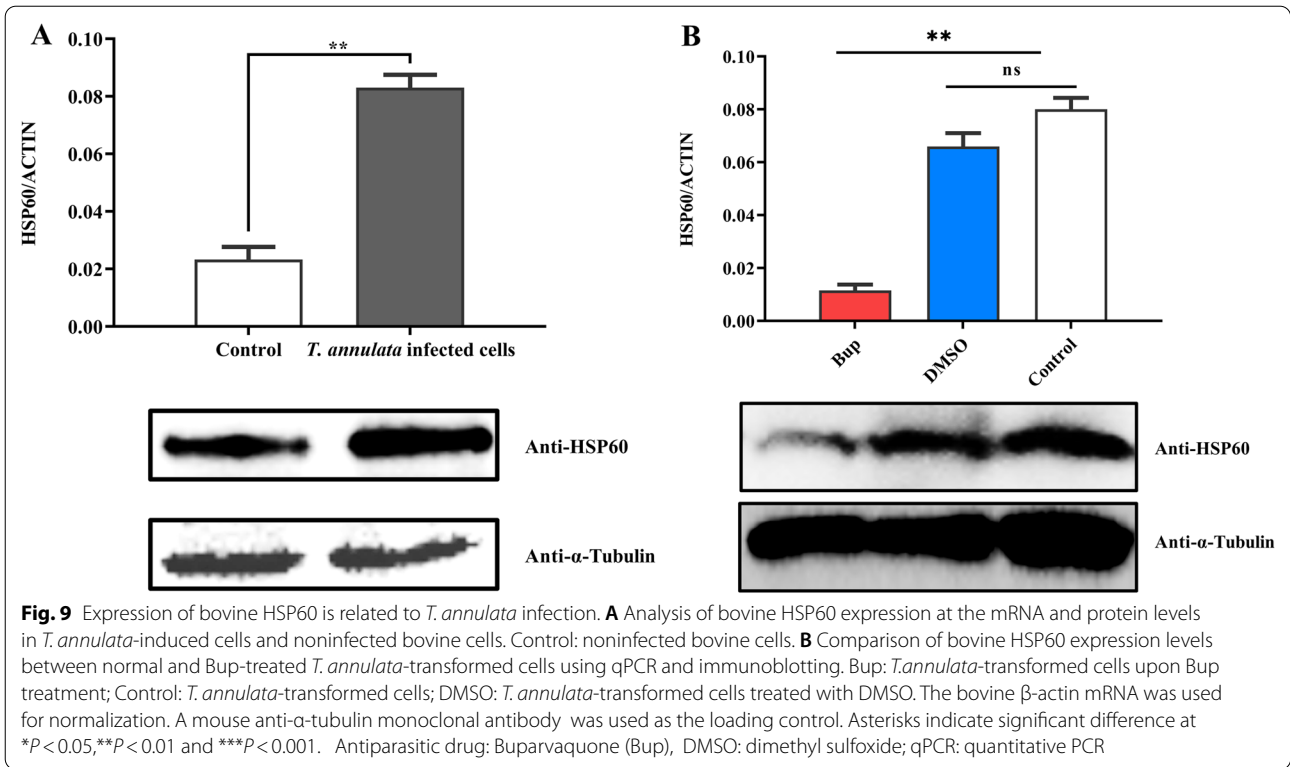 A
B
**
**
ns
HSP60/ACTIN
0.10
0.08
0.06
0.04
0.02
0.00
Control
T. annulata infected cells
HSP60/ACTIN
0.10
0.08
0.06
0.04
0.02
0.00
Bup
DMSO
Control
Anti-HSP60
Anti-α-Tubulin
Anti-HSP60
Anti-α-Tubulin
Fig. 9 Expression of bovine HSP60 is related to T. annulata infection. A Analysis of bovine HSP60 expression at the mRNA and protein levels
in T. annulata-induced cells and noninfected bovine cells. Control: noninfected bovine cells. B Comparison of bovine HSP60 expression levels
between normal and Bup-treated T. annulata-transformed cells using qPCR and immunoblotting. Bup: T.annulata-transformed cells upon Bup
treatment; Control: T. annulata-transformed cells; DMSO: T. annulata-transformed cells treated with DMSO. The bovine β-actin mRNA was used
for normalization. A mouse anti-α-tubulin monoclonal antibody was used as the loading control. Asterisks indicate significant difference at
*P < 0.05,**P < 0.01 and ***P < 0.001. Antiparasitic drug: Buparvaquone (Bup), DMSO: dimethyl sulfoxide; qPCR: quantitative PCR